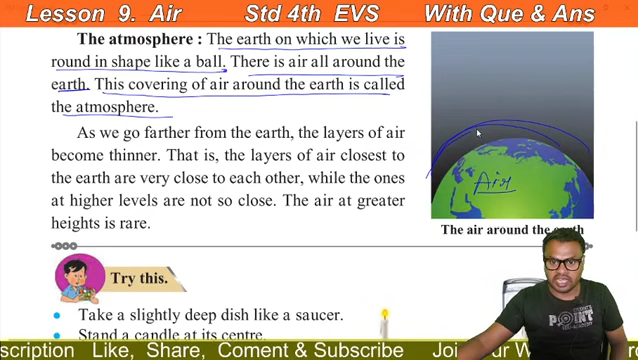 Lesson 9. Air Std 4th EVS With Que & Ans
The atmosphere : The earth on which we live is
round in shape like a ball. There is air all around the
earth. This covering of air around the earth is called
the atmosphere.
As we go farther from the earth, the layers of air
become thinner. That is, the layers of air closest to
the earth are very close to each other, while the ones
at higher levels are not so close. The air at greater
heights is rare.
Air
The air around the earth
Try this.
• Take a slightly deep dish like a saucer.
• Stand a candle at its centre.
POINT
scription Like, Share, Coment & Subscribe Join